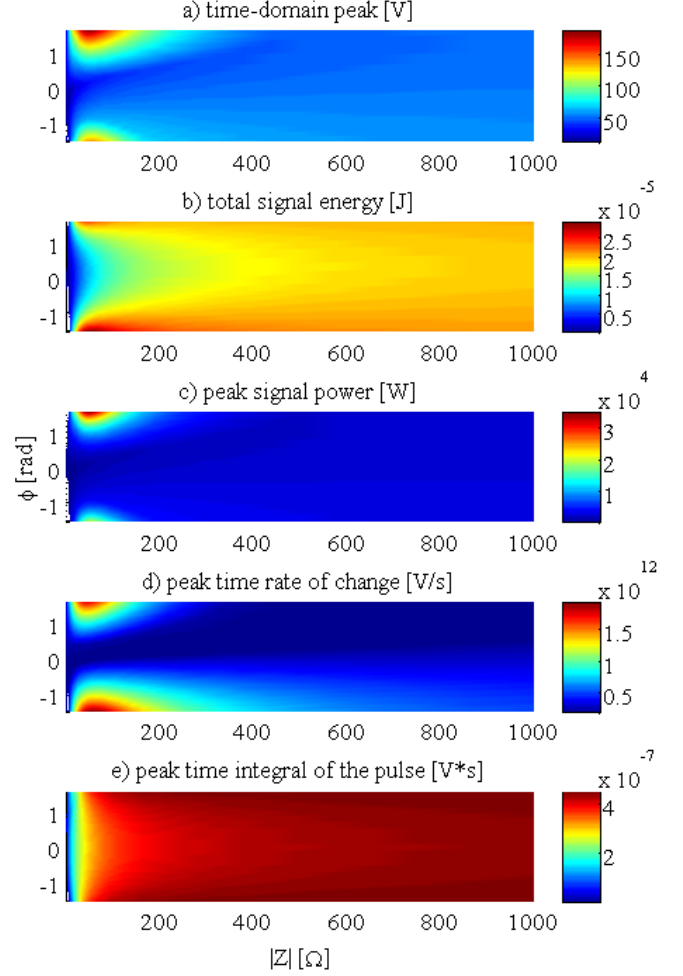 a) time-domain peak [V]
1
0
-1
150
100
50
200 400 600 800 1000
b) total signal energy [J]
x 10 -5
1
0
-1
2.5
2
1.5
1
0.5
200 400 600 800 1000
c) peak signal power [W]
x 10 4
ϕ [rad]
1
0
-1
3
2
1
200 400 600 800 1000
d) peak time rate of change [V/s]
x 10 12
1
0
-1
1.5
1
0.5
200 400 600 800 1000
e) peak time integral of the pulse [V*s]
x 10 -7
1
0
-1
4
2
200 400 600 800 1000
|Z| [Ω]